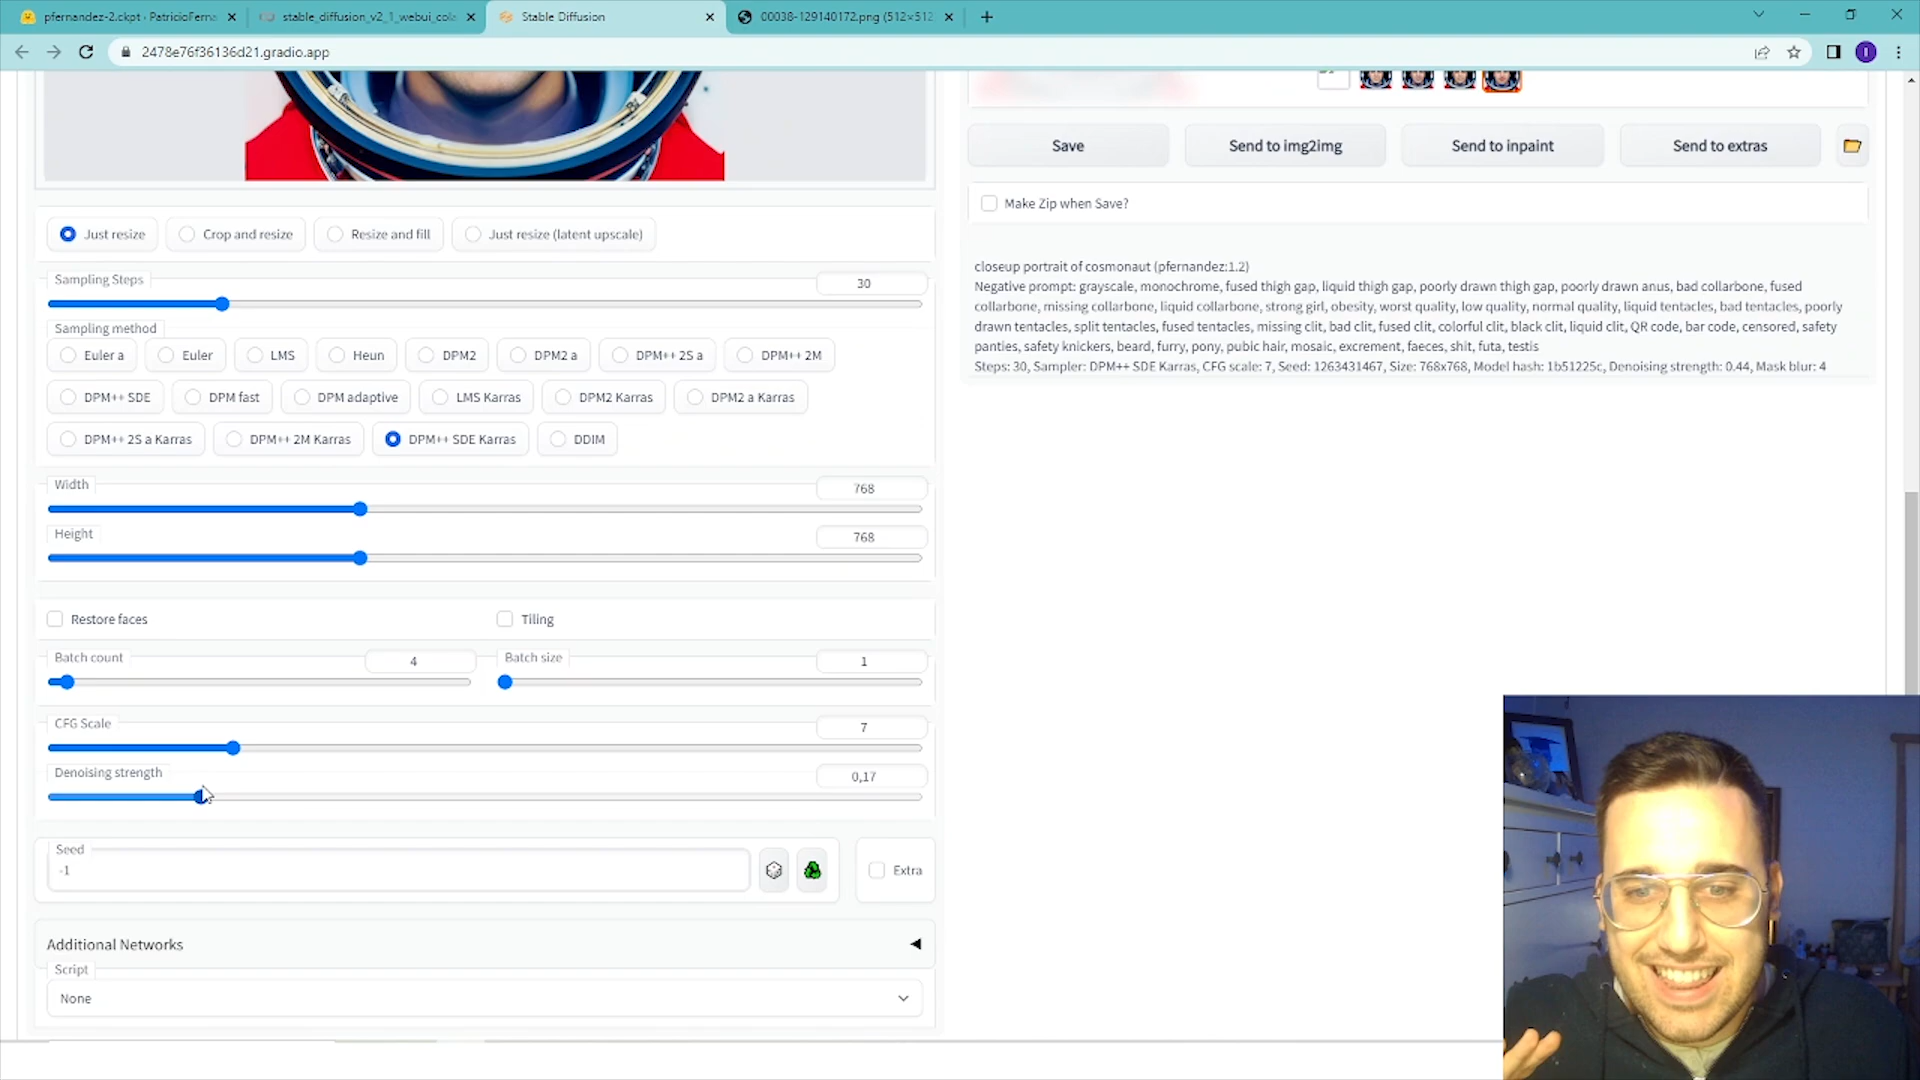 pfernandez-2.ckpt · PatricioFerna
stable_diffusion_v2_1_webui_cola
Stable Diffusion
00038-129140172.png (512×512
2478e76f36136d21.gradio.app
I
Save
Send to img2img
Send to inpaint
Send to extras
Make Zip when Save?
Just resize
Crop and resize
Resize and fill
Just resize (latent upscale)
closeup portrait of cosmonaut (pfernandez:1.2)
Negative prompt: grayscale, monochrome, fused thigh gap, liquid thigh gap, poorly drawn thigh gap, poorly drawn anus, bad collarbone, fused
collarbone, missing collarbone, liquid collarbone, strong girl, obesity, worst quality, low quality, normal quality, liquid tentacles, bad tentacles, poorly
drawn tentacles, split tentacles, fused tentacles, missing clit, bad clit, fused clit, colorful clit, black clit, liquid clit, QR code, bar code, censored, safety
panties, safety knickers, beard, furry, pony, pubic hair, mosaic, excrement, faeces, shit, futa, testis
Steps: 30, Sampler: DPM++ SDE Karras, CFG scale: 7, Seed: 1263431467, Size: 768x768, Model hash: 1b51225c, Denoising strength: 0.44, Mask blur: 4
Sampling Steps
30
Sampling method
Euler a
Euler
LMS
Heun
DPM2
DPM2 a
DPM++ 2S a
DPM++ 2M
DPM++ SDE
DPM fast
DPM adaptive
LMS Karras
DPM2 Karras
DPM2 a Karras
DPM++ 2S a Karras
DPM++ 2M Karras
DPM++ SDE Karras
DDIM
Width
768
Height
768
Restore faces
Tiling
Batch count
4
Batch size
1
CFG Scale
7
Denoising strength
0,17
Seed
-1
Extra
Additional Networks
Script
None